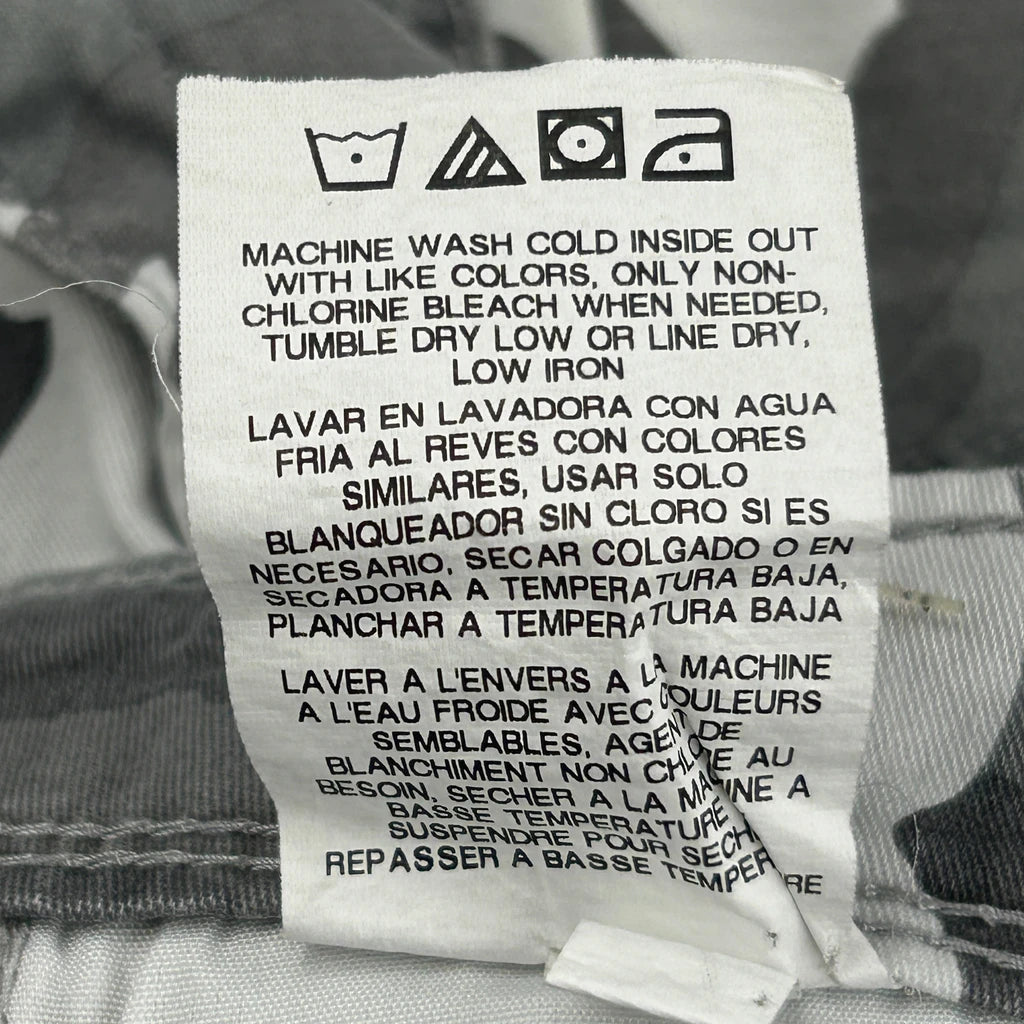 MACHINE WASH COLD INSIDE OUT
WITH LIKE COLORS, ONLY NON-
CHLORINE BLEACH WHEN NEEDED,
TUMBLE DRY LOW OR LINE DRY,
LOW IRON
LAVAR EN LAVADORA CON AGUA
FRIA AL REVES CON COLORES
SIMILARES, USAR SOLO
BLANQUEADOR SIN CLORO SI ES
NECESARIO, SECAR COLGADO O EN
SECADORA A TEMPERATURA BAJA,
PLANCHAR A TEMPERATURA BAJA
LAVER A L'ENVERS A LA MACHINE
A L'EAU FROIDE AVEC COULEURS
SEMBLABLES, AGENT DE
BLANCHIMENT NON CHLORE AU
BESOIN, SECHER A LA MACHINE A
BASSE TEMPERATURE
SUSPENDRE POUR
REPASSER A BASSE